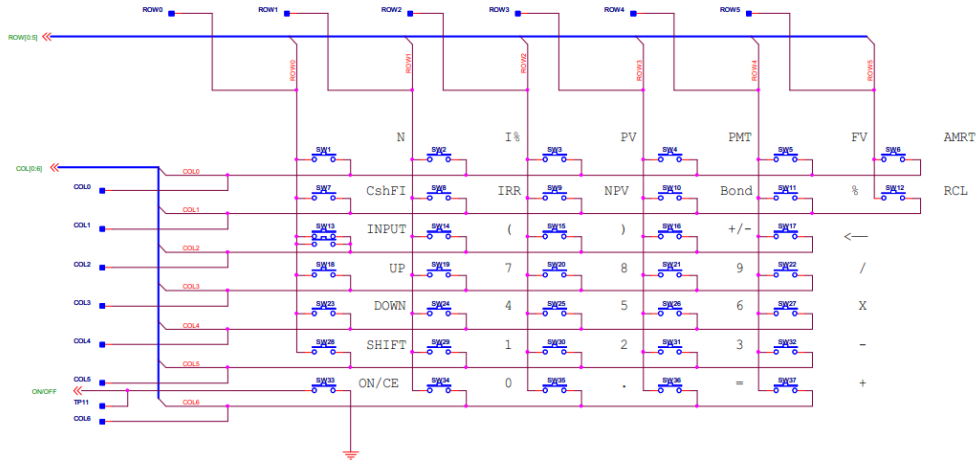 ROW0 ROW1 ROW2 ROW3 ROW4 ROW5
ROW[0:5]
ROW0 ROW1 ROW2 ROW3 ROW4 ROW5
N I% PV PMT FV AMRT
SW1 SW2 SW3 SW4 SW5 SW6
COL[0:6]
COL0
COL0
SW7 CshFI SW8 IRR SW9 NPV SW10 Bond SW11 % SW12 RCL
COL1
COL1
SW13 INPUT SW14 ( SW15 ) SW16 +/- SW17 <—
COL2
COL2
SW18 UP SW19 7 SW20 8 SW21 9 SW22 /
COL3
COL3
SW23 DOWN SW24 4 SW25 5 SW26 6 SW27 X
COL4
COL4
SW28 SHIFT SW29 1 SW30 2 SW31 3 SW32 -
COL5
COL5
SW33 ON/CE SW34 0 SW35 . SW36 = SW37 +
ON/OFF
TP11
COL6
COL6